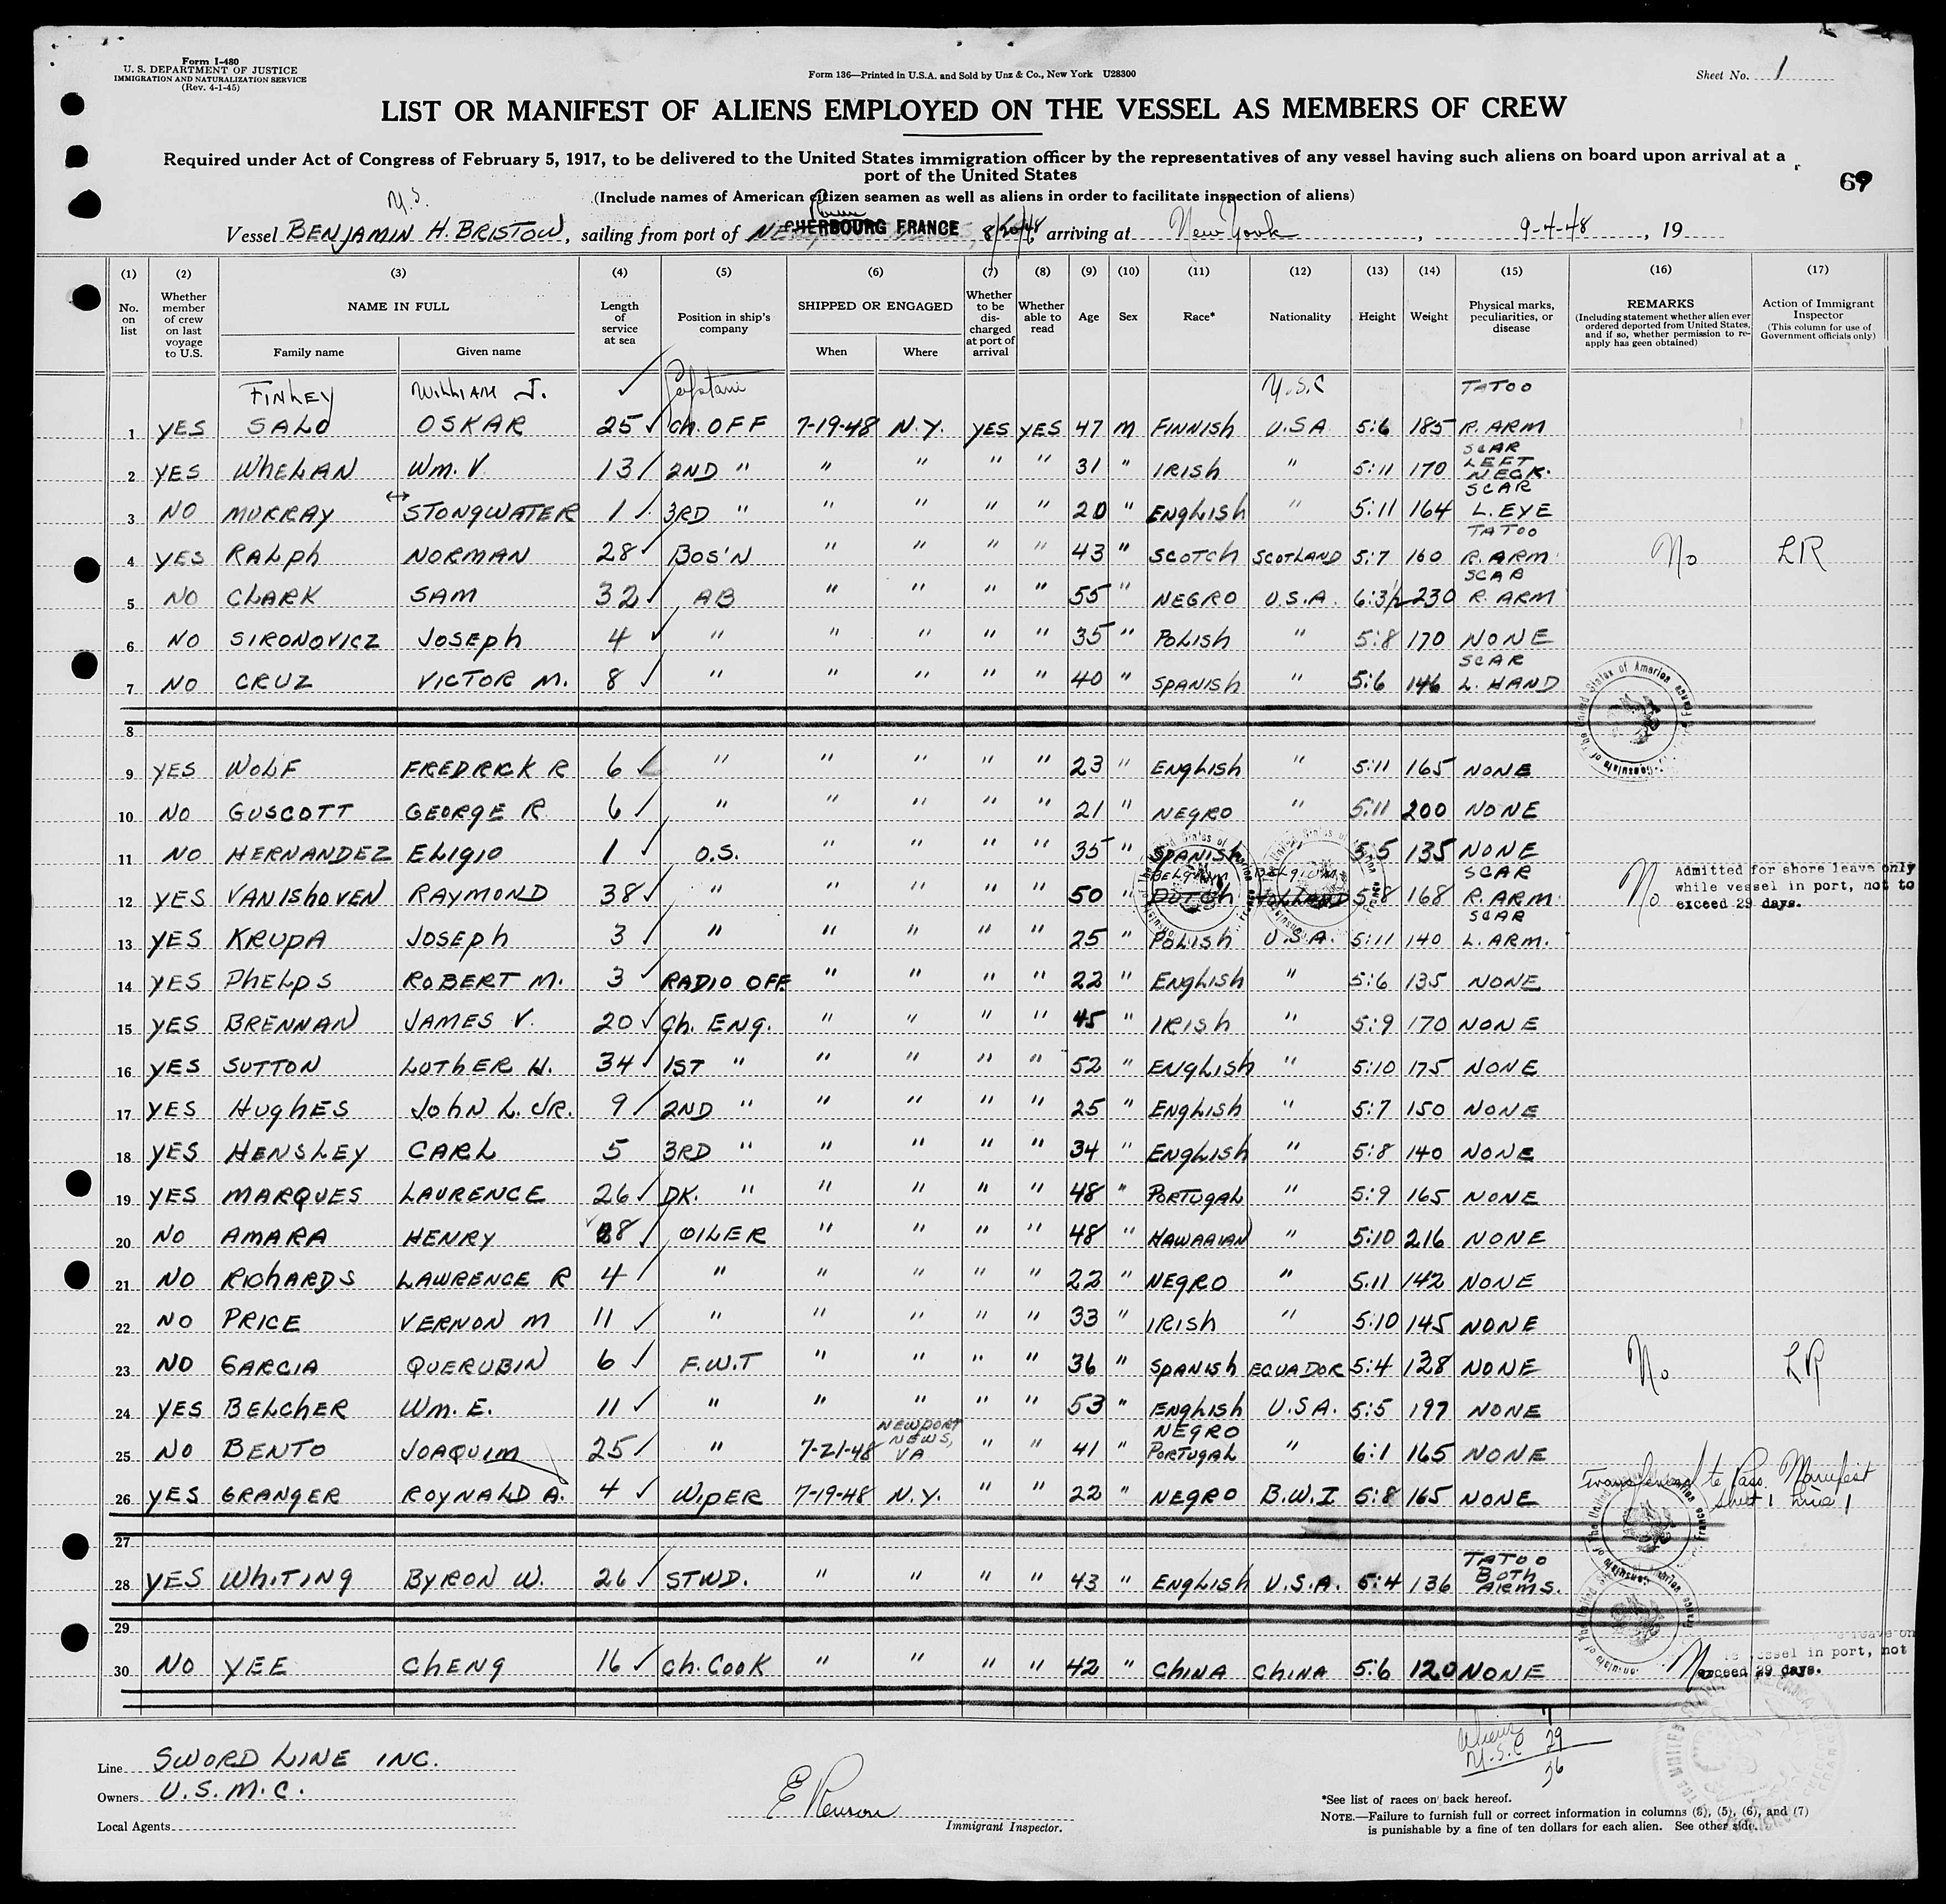 Form I-480
U. S. DEPARTMENT OF JUSTICE
IMMIGRATION AND NATURALIZATION SERVICE
(Rev. 4-1-45)
Form 136—Printed in U.S.A. and Sold by Unz & Co., New York U28300
Sheet No. 1
LIST OR MANIFEST OF ALIENS EMPLOYED ON THE VESSEL AS MEMBERS OF CREW
Required under Act of Congress of February 5, 1917, to be delivered to the United States immigration officer by the representatives of any vessel having such aliens on board upon arrival at a
port of the United States
(Include names of American citizen seamen as well as aliens in order to facilitate inspection of aliens)
Vessel BENJAMIN H. BRISTOW, sailing from port of CHERBOURG FRANCE, arriving at New York, 9-4-48, 19
(1) (2) (3) (4) (5) (6) (7) (8) (9) (10) (11) (12) (13) (14) (15) (16) (17)
No. on list Whether member of crew on last voyage to U.S. NAME IN FULL Family name Given name Length of service at sea Position in ship's company SHIPPED OR ENGAGED When Where Whether to be discharged at port of arrival Whether able to read Age Sex Race* Nationality Height Weight Physical marks, peculiarities, or disease REMARKS (Including statement whether alien ever ordered deported from United States, and if so, whether permission to reapply has geen obtained) Action of Immigrant Inspector (This column for use of Government officials only)
FINLEY WILLIAM J. U.S.C TATOO
1 YES SALO OSKAR 25 Ch. OFF 7-19-48 N.Y. YES YES 47 M FINNISH U.S.A 5:6 185 R. ARM
2 YES WHELAN Wm. V. 13 2ND " " " " " 31 " IRISH " 5:11 170 SCAR LEFT NECK.
3 NO MURRAY STONGWATER 1 3RD " " " " " 20 " ENGLISH " 5:11 164 SCAR L. EYE
4 YES RALPH NORMAN 28 BOS'N " " " " 43 " SCOTCH SCOTLAND 5:7 160 TATOO R. ARM No LR
5 NO CLARK SAM 32 AB " " " " 55 " NEGRO U.S.A. 6:3½ 230 SCAR R. ARM
6 NO SIRONOVICZ JOSEPH 4 " " " " " 35 " POLISH " 5:8 170 NONE
7 NO CRUZ VICTOR M. 8 " " " " " 40 " SPANISH " 5:6 146 SCAR L. HAND
8
9 YES WOLF FREDRICK R 6 " " " " " 23 " ENGLISH " 5:11 165 NONE
10 NO GUSCOTT GEORGE R. 6 " " " " " 21 " NEGRO " 5:11 200 NONE
11 NO HERNANDEZ ELIGIO 1 O.S. " " " " 35 " SPANISH 5:5 135 NONE
12 YES VANISHOVEN RAYMOND 38 " " " " " 50 " BELGIUM DUTCH BELGIUM HOLLAND 5:8 168 SCAR R. ARM No Admitted for shore leave only while vessel in port, not to exceed 29 days.
13 YES KRUPA JOSEPH 3 " " " " " 25 " POLISH U.S.A. 5:11 140 SCAR L. ARM.
14 YES PHELPS ROBERT M. 3 RADIO OFF. " " " " 22 " ENGLISH " 5:6 135 NONE
15 YES BRENNAN JAMES V. 20 Ch. ENG. " " " " 45 " IRISH " 5:9 170 NONE
16 YES SUTTON LUTHER H. 34 1ST " " " " " 52 " ENGLISH " 5:10 175 NONE
17 YES HUGHES JOHN L. JR. 9 2ND " " " " " 25 " ENGLISH " 5:7 150 NONE
18 YES HENSLEY CARL 5 3RD " " " " " 34 " ENGLISH " 5:8 140 NONE
19 YES MARQUES LAURENCE 26 DK. " " " " " 48 " PORTUGAL " 5:9 165 NONE
20 NO AMARA HENRY 28 OILER " " " " 48 " HAWAAIAN " 5:10 216 NONE
21 NO RICHARDS LAWRENCE R 4 " " " " " 22 " NEGRO " 5:11 142 NONE
22 NO PRICE VERNON M 11 " " " " " 33 " IRISH " 5:10 145 NONE
23 NO GARCIA QUERUBIN 6 F.W.T " " " " 36 " SPANISH ECUADOR 5:4 128 NONE No LR
24 YES BELCHER Wm. E. 11 " " " " " 53 " ENGLISH U.S.A. 5:5 197 NONE
25 NO BENTO JOAQUIM 25 " 7-21-48 NEWPORT NEWS, VA " " 41 " NEGRO PORTUGAL " 6:1 165 NONE
26 YES GRANGER ROYNALD A. 4 WIPER 7-19-48 N.Y. " " 22 " NEGRO B.W.I 5:8 165 NONE Transferred to Pass. Manifest sheet 1 line 1
27
28 YES WHITING BYRON W. 26 STWD. " " " " 43 " ENGLISH U.S.A. 5:4 136 TATOO BOTH ARMS.
29
30 NO YEE CHENG 16 Ch. COOK " " " " 42 " CHINA CHINA 5:6 120 NONE vessel in port, not exceed 29 days.
Aliens 7
U.S.C 29
36
Line SWORD LINE INC.
Owners U.S.M.C.
Local Agents
Immigrant Inspector.
*See list of races on back hereof.
NOTE.—Failure to furnish full or correct information in columns (3), (5), (6), and (7)
is punishable by a fine of ten dollars for each alien. See other side.